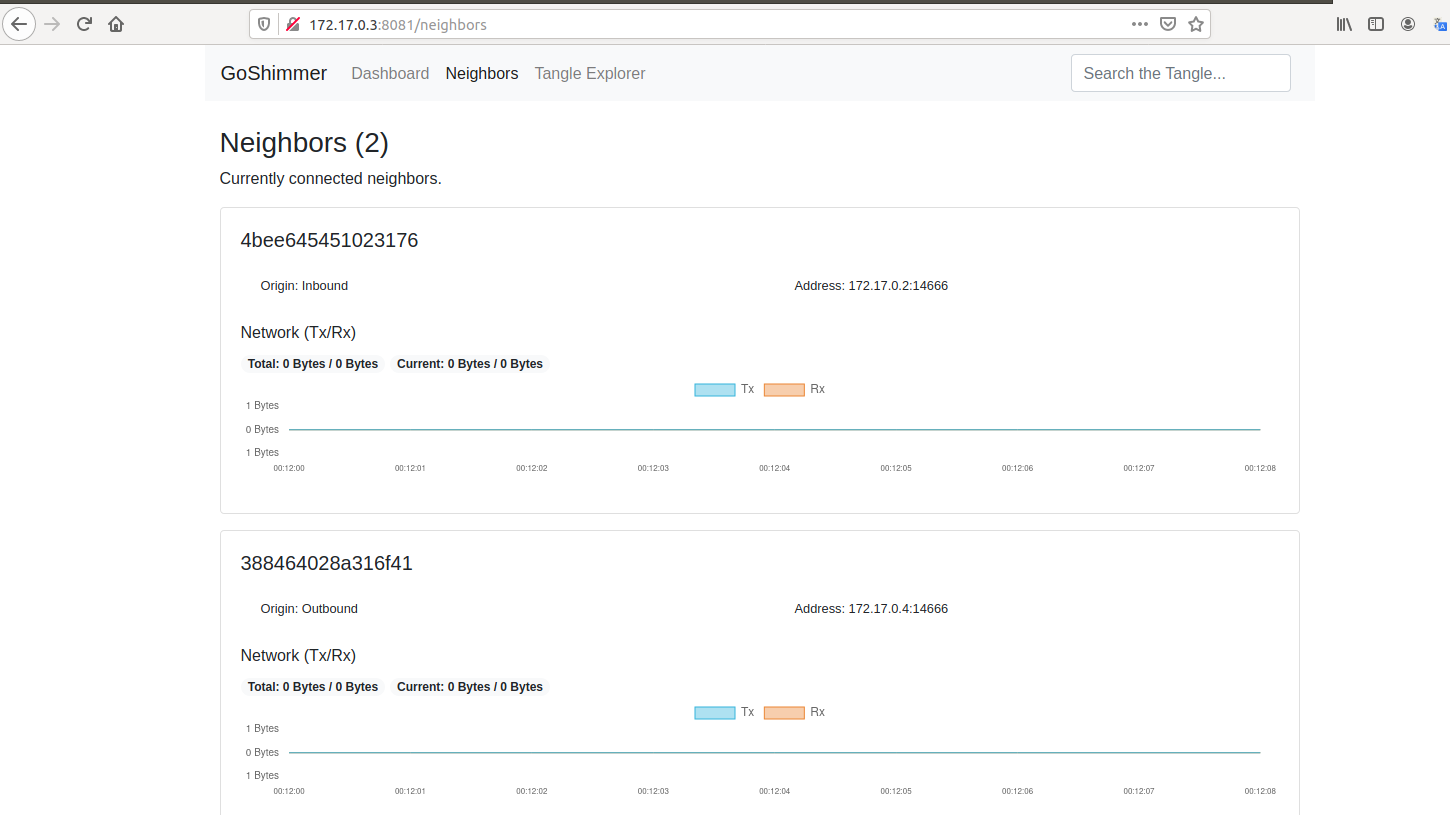 172.17.0.3:8081/neighbors
GoShimmer Dashboard Neighbors Tangle Explorer Search the Tangle...
Neighbors (2)
Currently connected neighbors.
4bee645451023176
Origin: Inbound Address: 172.17.0.2:14666
Network (Tx/Rx)
Total: 0 Bytes / 0 Bytes Current: 0 Bytes / 0 Bytes
Tx Rx
1 Bytes
0 Bytes
1 Bytes
00:12:00 00:12:01 00:12:02 00:12:03 00:12:04 00:12:05 00:12:06 00:12:07 00:12:08
388464028a316f41
Origin: Outbound Address: 172.17.0.4:14666
Network (Tx/Rx)
Total: 0 Bytes / 0 Bytes Current: 0 Bytes / 0 Bytes
Tx Rx
1 Bytes
0 Bytes
1 Bytes
00:12:00 00:12:01 00:12:02 00:12:03 00:12:04 00:12:05 00:12:06 00:12:07 00:12:08